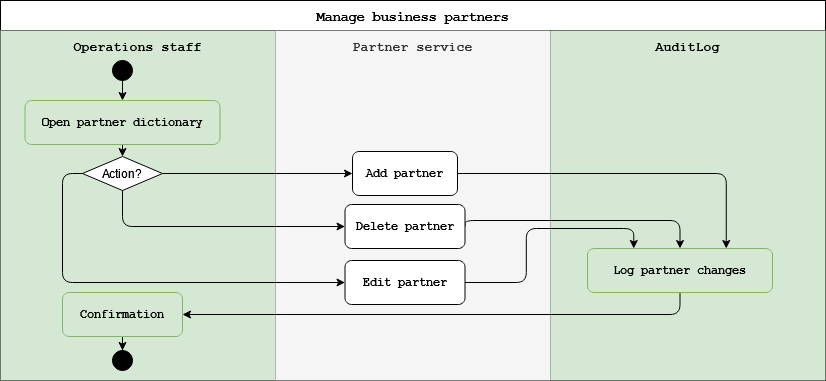 Manage business partners
Operations staff
Partner service
AuditLog
Open partner dictionary
Action?
Add partner
Delete partner
Edit partner
Log partner changes
Confirmation